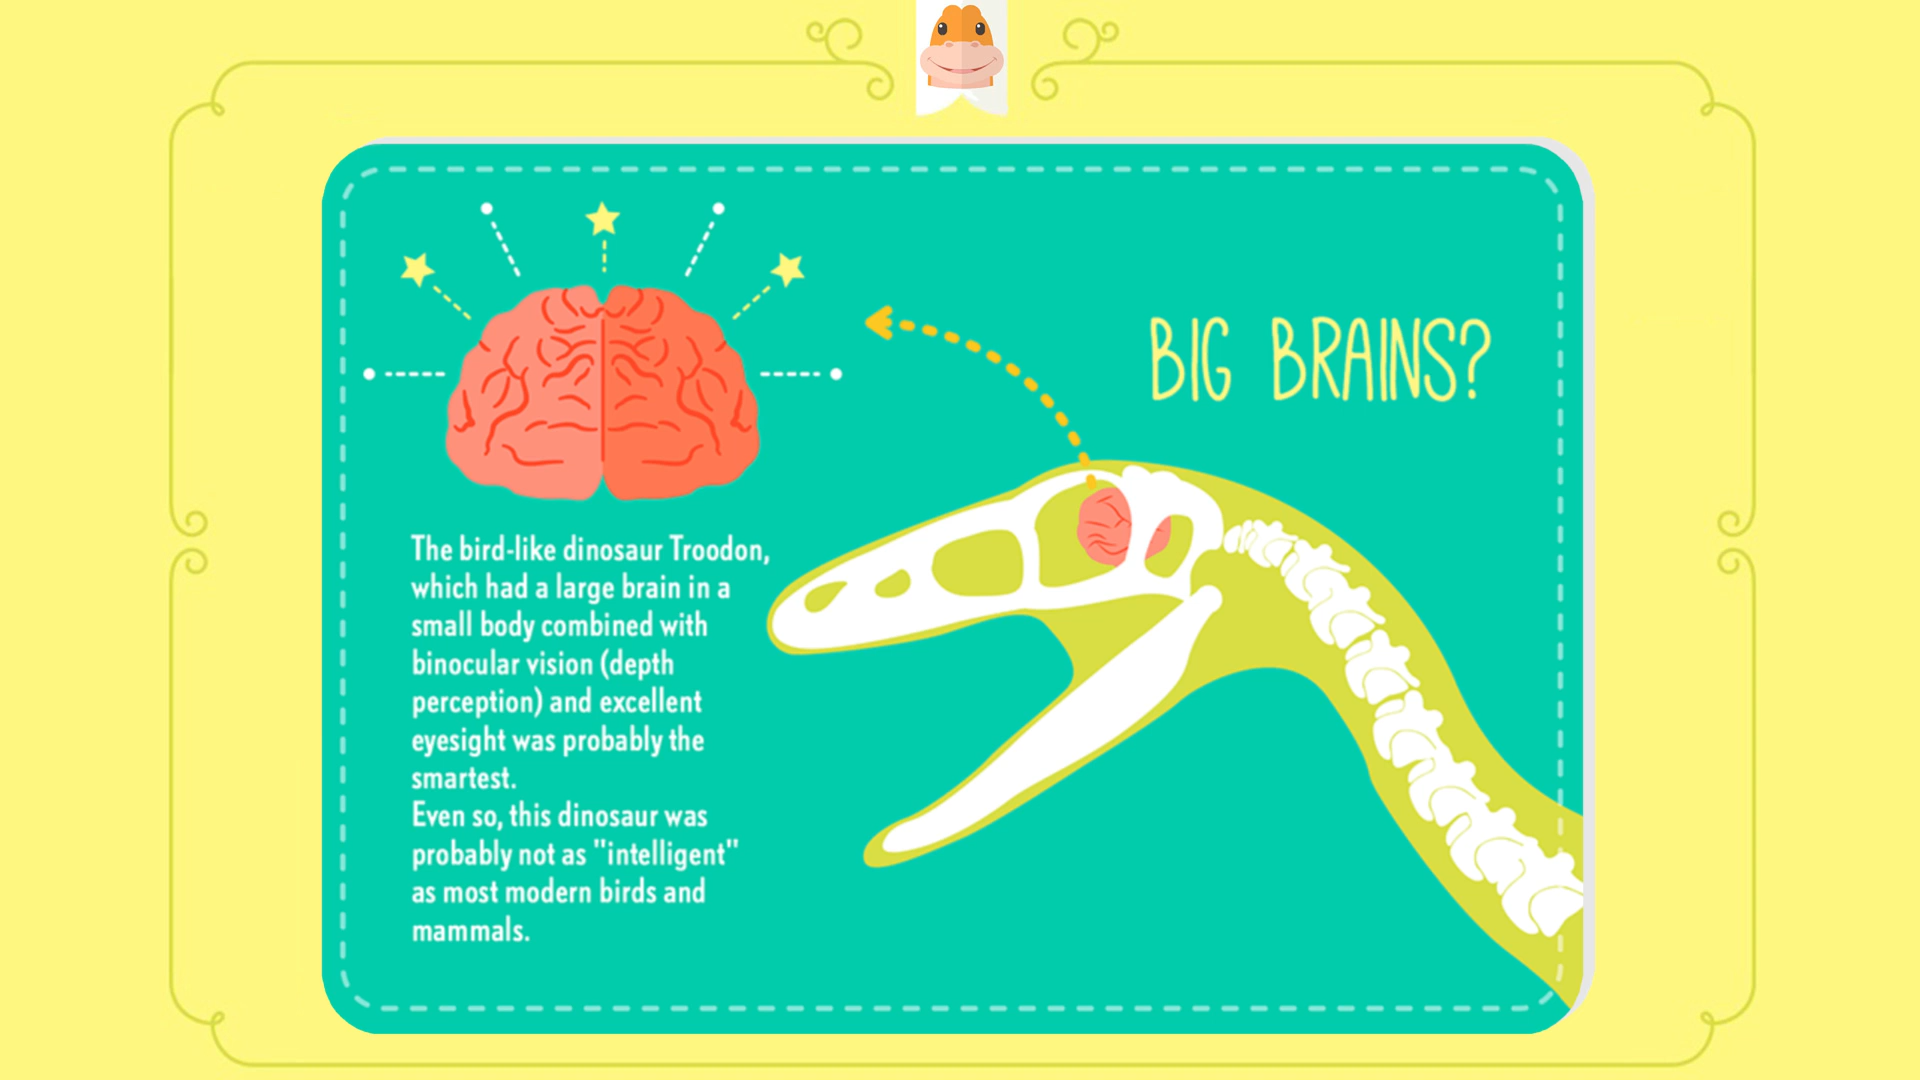 BIG BRAINS?
The bird-like dinosaur Troodon,
which had a large brain in a
small body combined with
binocular vision (depth
perception) and excellent
eyesight was probably the
smartest.
Even so, this dinosaur was
probably not as "intelligent"
as most modern birds and
mammals.